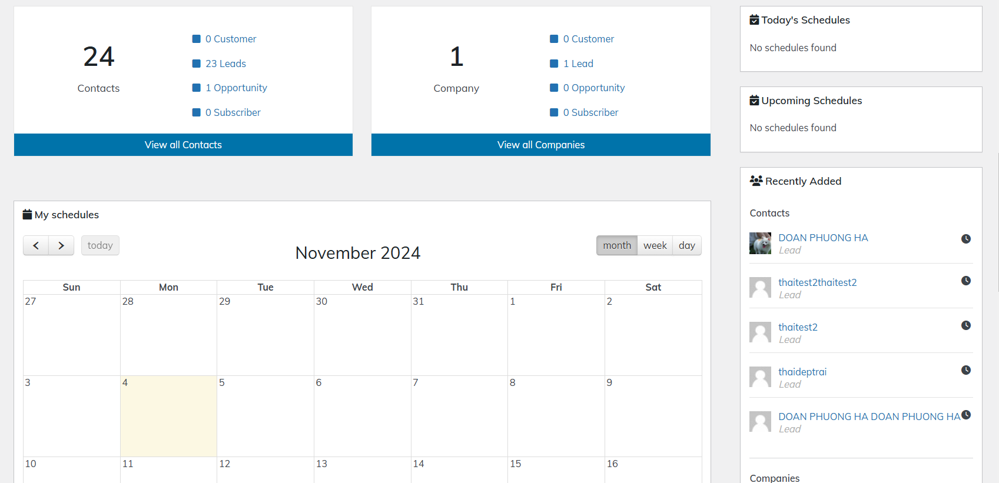 24
Contacts
0 Customer
23 Leads
1 Opportunity
0 Subscriber
View all Contacts
1
Company
0 Customer
1 Lead
0 Opportunity
0 Subscriber
View all Companies
My schedules
today
November 2024
month week day
Sun Mon Tue Wed Thu Fri Sat
27 28 29 30 31 1 2
3 4 5 6 7 8 9
10 11 12 13 14 15 16
Today's Schedules
No schedules found
Upcoming Schedules
No schedules found
Recently Added
Contacts
DOAN PHUONG HA
Lead
thaitest2thaitest2
Lead
thaitest2
Lead
thaideptrai
Lead
DOAN PHUONG HA DOAN PHUONG HA
Lead
Companies